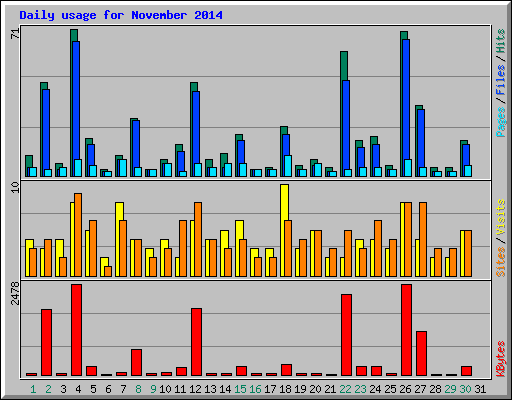 Daily usage for November 2014
71
Pages / Files / Hits
10
Sites / Visits
2478
KBytes
1 2 3 4 5 6 7 8 9 10 11 12 13 14 15 16 17 18 19 20 21 22 23 24 25 26 27 28 29 30 31